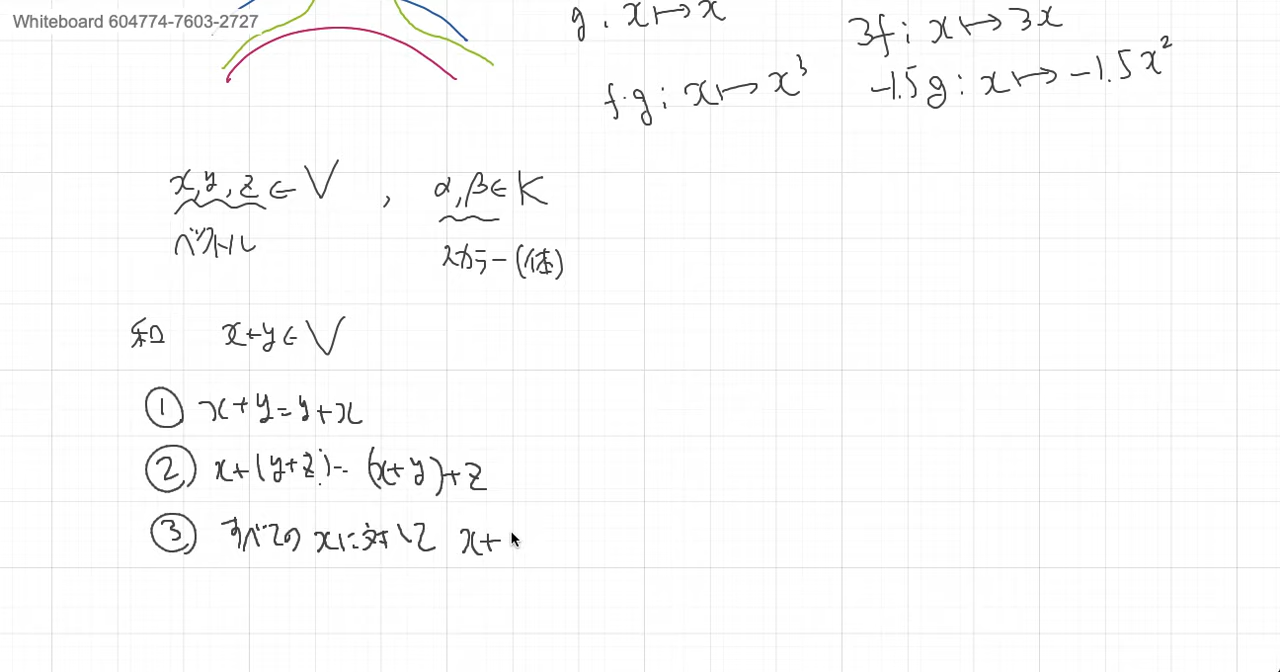 Whiteboard 604774-7603-2727
g : x ↦ x
3f : x ↦ 3x
f・g : x ↦ x³
-1.5g : x ↦ -1.5x²
x, y, z ∈ V , α, β ∈ K
ベクトル スカラー(体)
和 x+y ∈ V
① x+y=y+x
② x+(y+z)=(x+y)+z
③ すべての xに対して x+